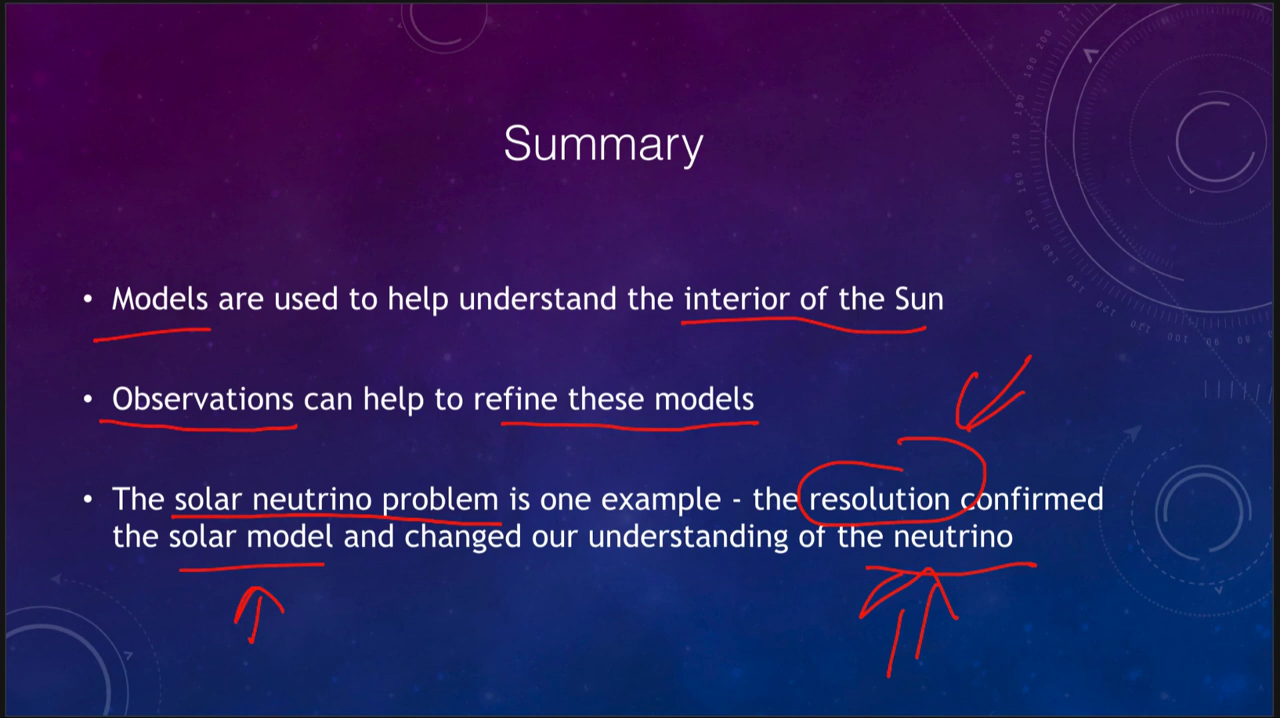 Summary
• Models are used to help understand the interior of the Sun
• Observations can help to refine these models
• The solar neutrino problem is one example - the resolution confirmed
the solar model and changed our understanding of the neutrino